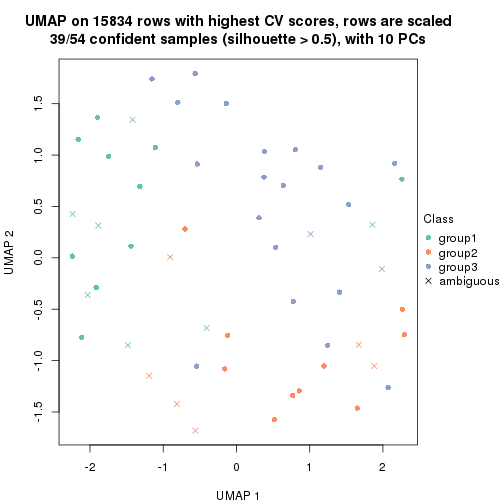 UMAP on 15834 rows with highest CV scores, rows are scaled
39/54 confident samples (silhouette > 0.5), with 10 PCs
1.5
1.0
0.5
0.0
-0.5
-1.0
-1.5
UMAP 2
-2
-1
0
1
2
UMAP 1
Class
group1
group2
group3
ambiguous